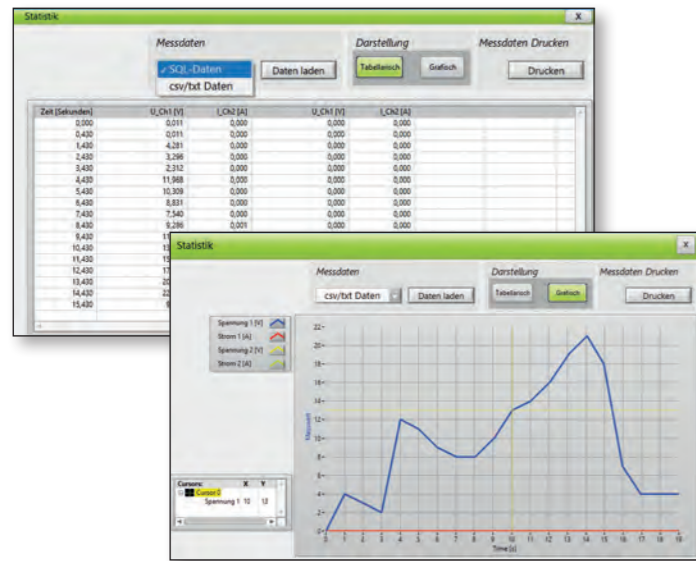 Statistik X
Messdaten Darstellung Messdaten Drucken
✓ SQL-Daten Daten laden Tabellarisch Grafisch Drucken
csv/txt Daten
Zeit [Sekunden] U_Ch1 [V] I_Ch2 [A] U_Ch1 [V] I_Ch2 [A]
0,000 0,011 0,000 0,000 0,000
0,430 0,011 0,000 0,000 0,000
1,430 4,281 0,000 0,000 0,000
2,430 3,296 0,000 0,000 0,000
3,430 2,312 0,000 0,000 0,000
4,430 11,988 0,000 0,000 0,000
5,430 10,309 0,000 0,000 0,000
6,430 8,831 0,000 0,000 0,000
7,430 7,540 0,000 0,000 0,000
8,430 9,286 0,001 0,000 0,000
9,430
10,430
11,430
12,430
13,430
14,430
15,430
Statistik x
Messdaten Darstellung Messdaten Drucken
csv/txt Daten Daten laden Tabellarisch Grafisch Drucken
Spannung 1 [V]
Strom 1 [A]
Spannung 2 [V]
Strom 2 [A]
22
20
18
16
14
12
10
8
6
4
2
0
Messwert
0 1 2 3 4 5 6 7 8 9 10 11 12 13 14 15 16 17 18 19
Time [s]
Cursors: X Y
Cursor 0
Spannung 1 10 13